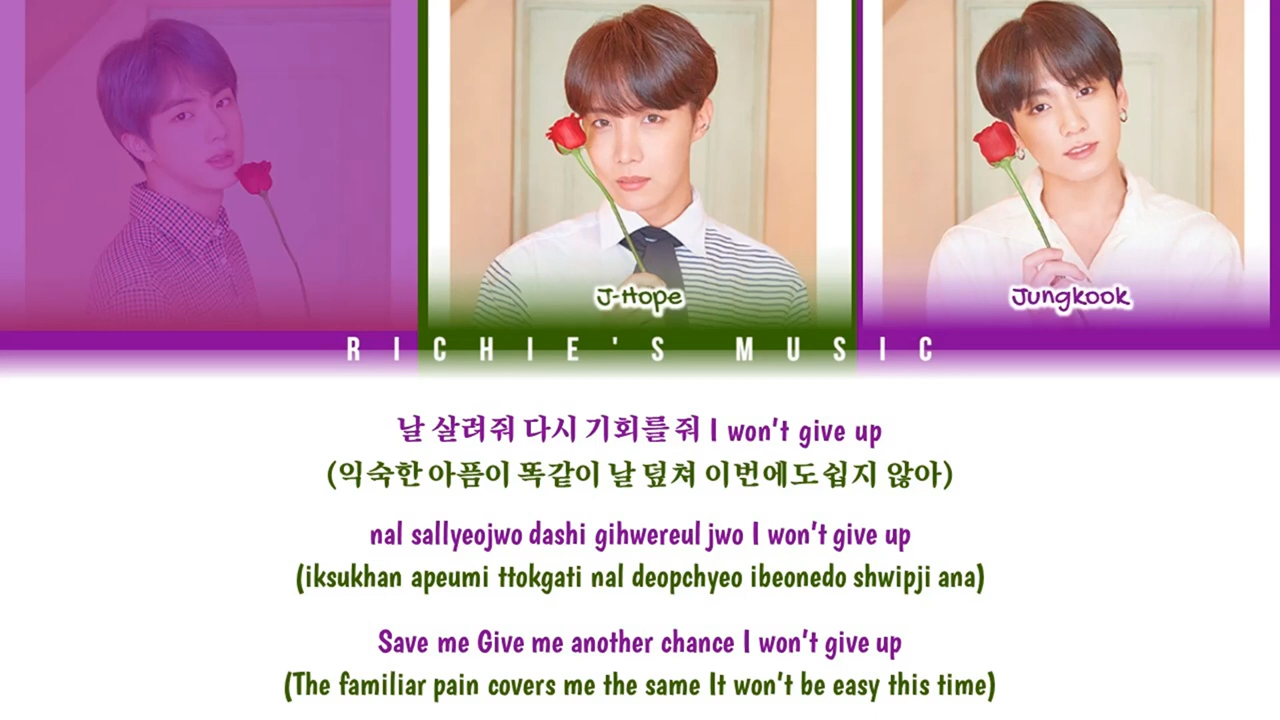 J-Hope
Jungkook
RICHIE'S MUSIC
날 살려줘 다시 기회를 줘 I won't give up
(익숙한 아픔이 똑같이 날 덮쳐 이번에도 쉽지 않아)
nal sallyeojwo dashi gihwereul jwo I won't give up
(iksukhan apeumi ttokgati nal deopchyeo ibeonedo shwipji ana)
Save me Give me another chance I won't give up
(The familiar pain covers me the same It won't be easy this time)